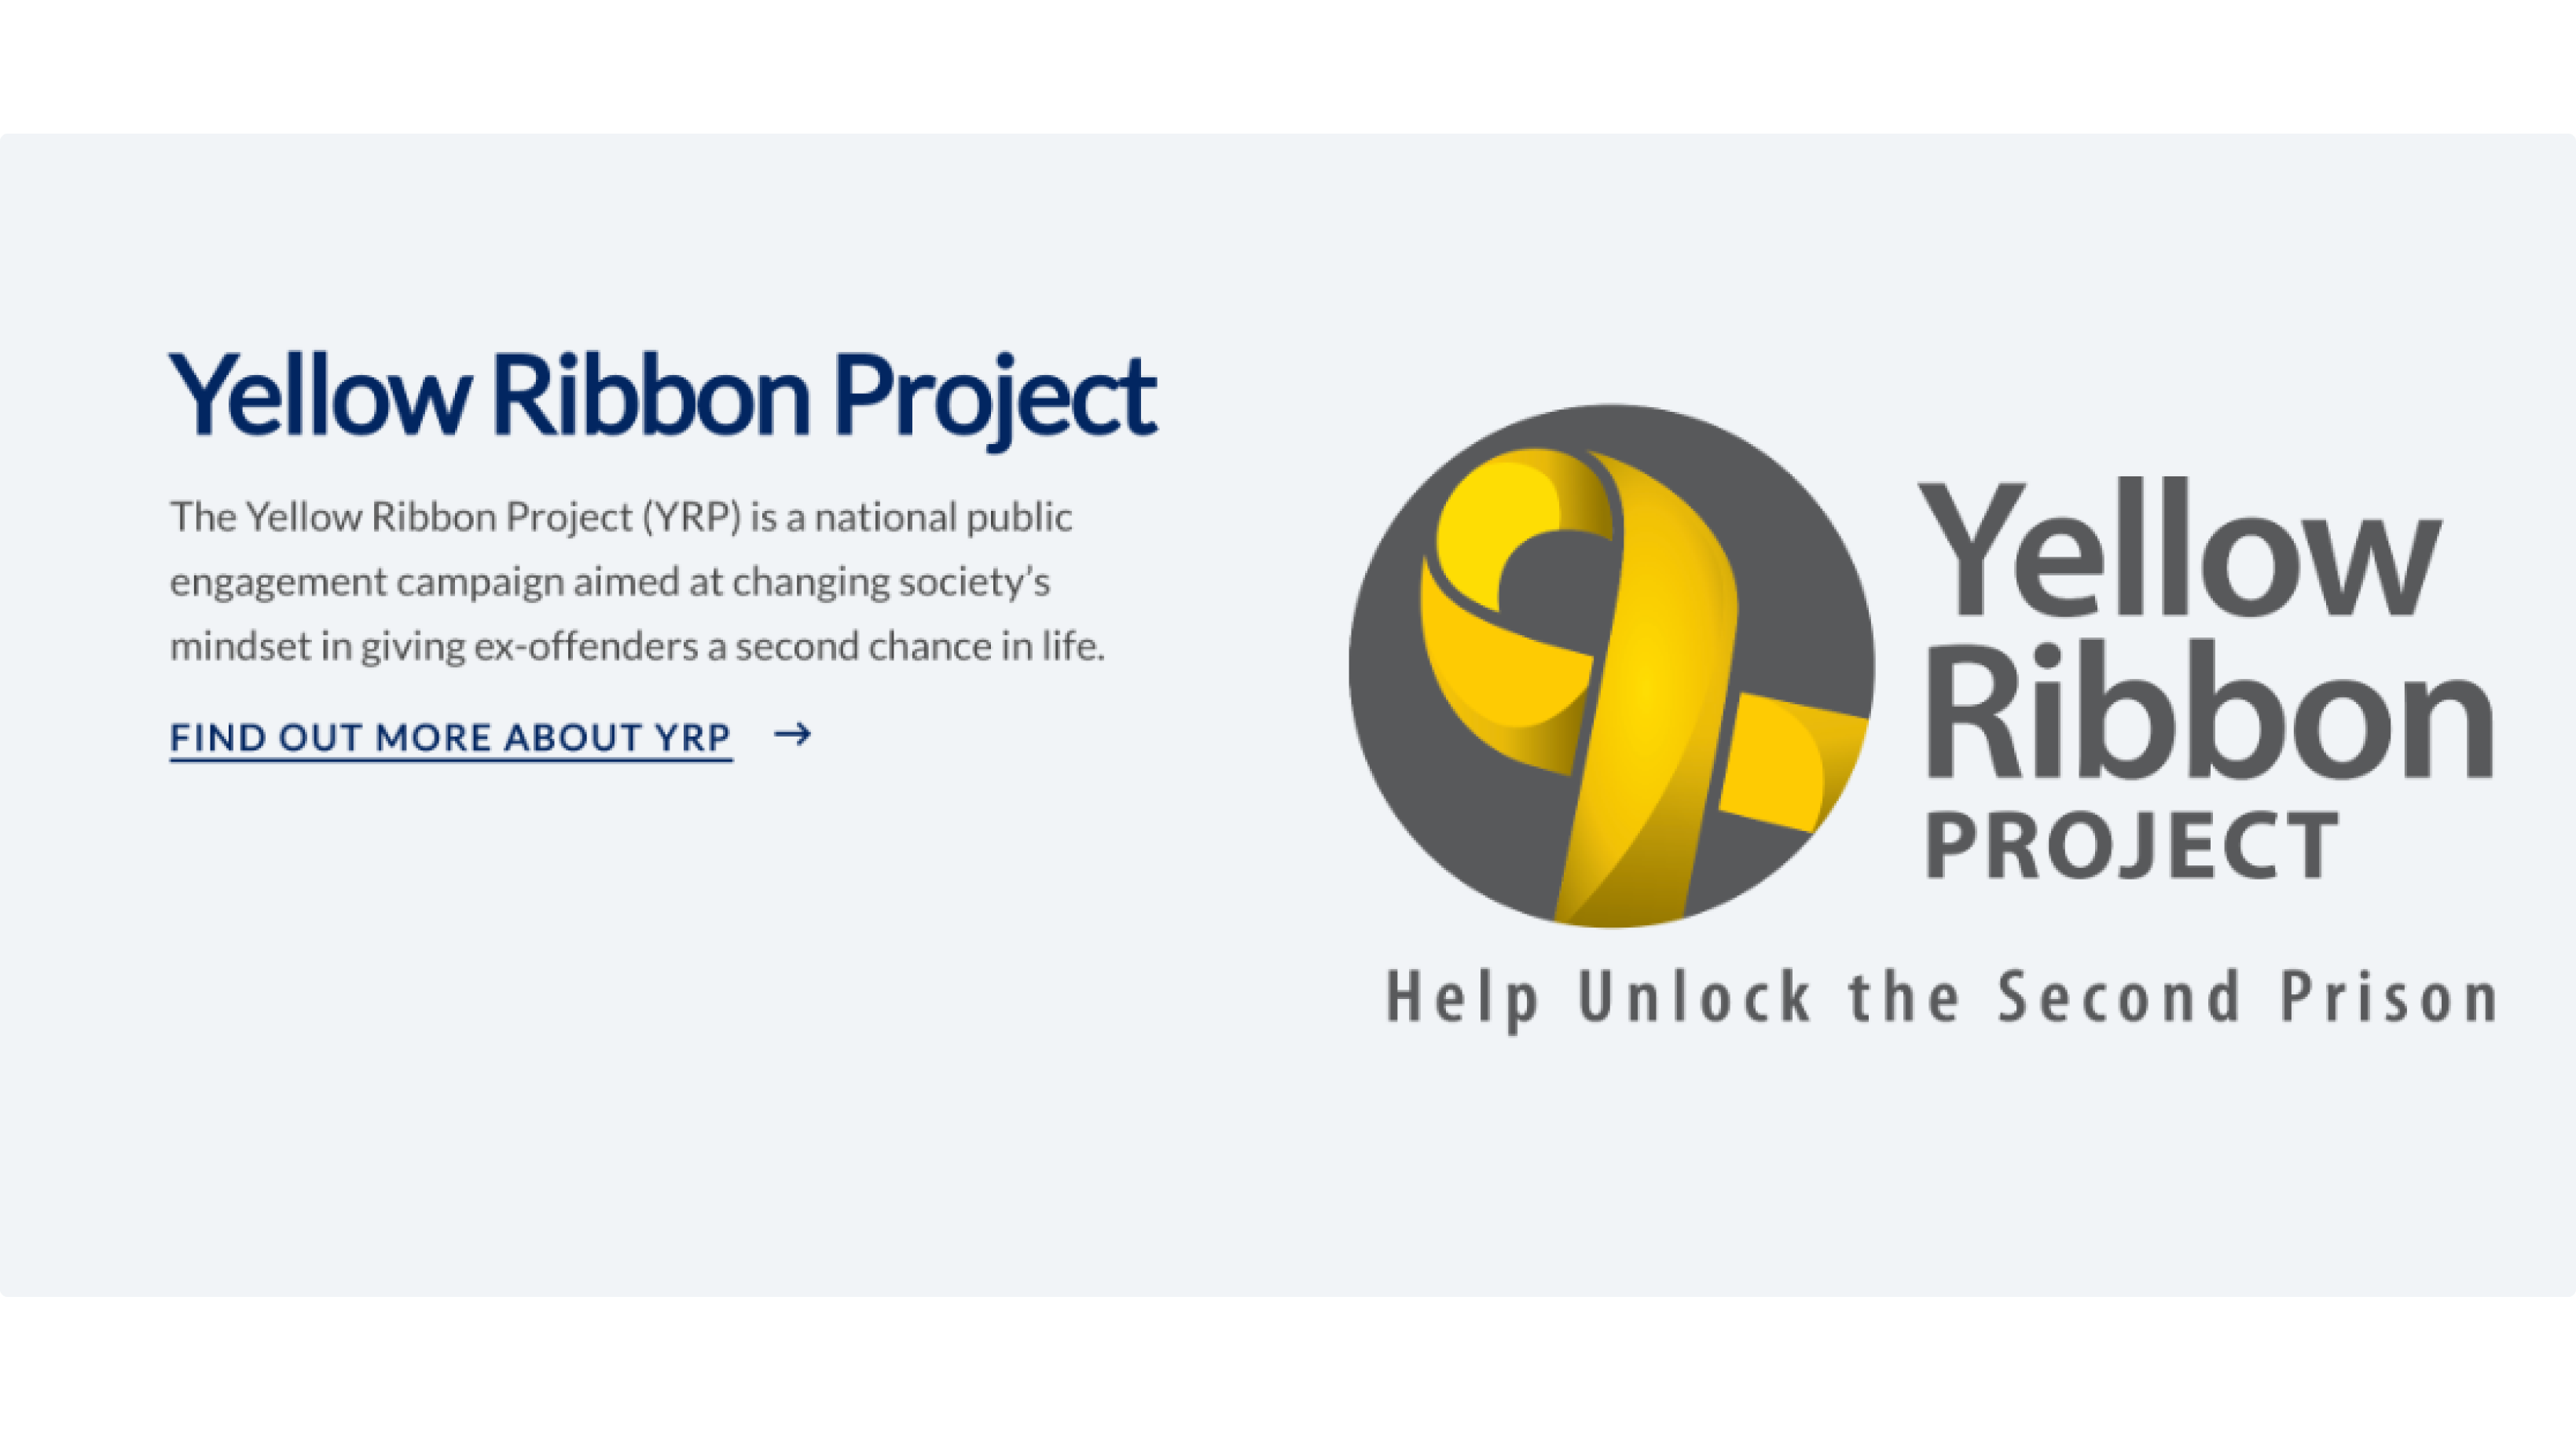 Yellow Ribbon Project
The Yellow Ribbon Project (YRP) is a national public
engagement campaign aimed at changing society’s
mindset in giving ex-offenders a second chance in life.
FIND OUT MORE ABOUT YRP →
Yellow
Ribbon
PROJECT
Help Unlock the Second Prison